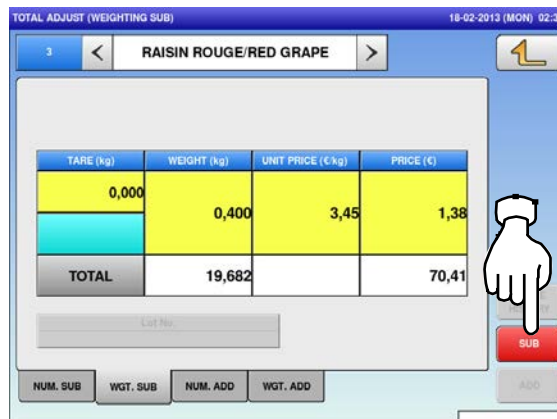 TOTAL ADJUST (WEIGHTING SUB) 18-02-2013 (MON) 02:3
3 < RAISIN ROUGE/RED GRAPE >
TARE (kg) WEIGHT (kg) UNIT PRICE (€/kg) PRICE (€)
0,000
0,400 3,45 1,38
TOTAL 19,682 70,41
Lot No.
SUB
ADD
NUM. SUB WGT. SUB NUM. ADD WGT. ADD